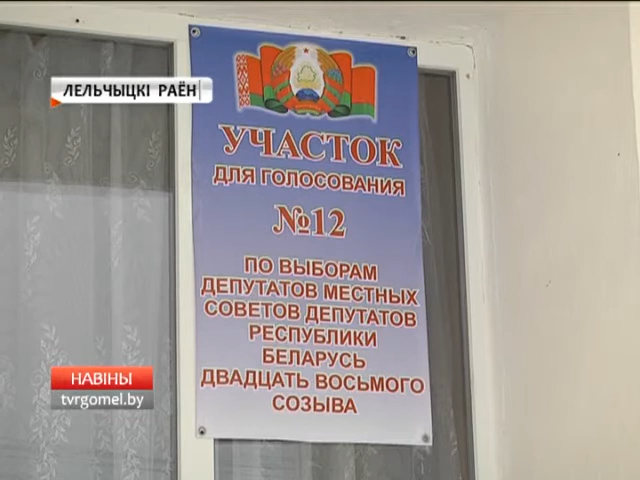 ЛЕЛЬЧЫЦКІ РАЁН
УЧАСТОК
ДЛЯ ГОЛОСОВАНИЯ
№12
ПО ВЫБОРАМ
ДЕПУТАТОВ МЕСТНЫХ
СОВЕТОВ ДЕПУТАТОВ
РЕСПУБЛИКИ
БЕЛАРУСЬ
ДВАДЦАТЬ ВОСЬМОГО
СОЗЫВА
НАВІНЫ
tvrgomel.by